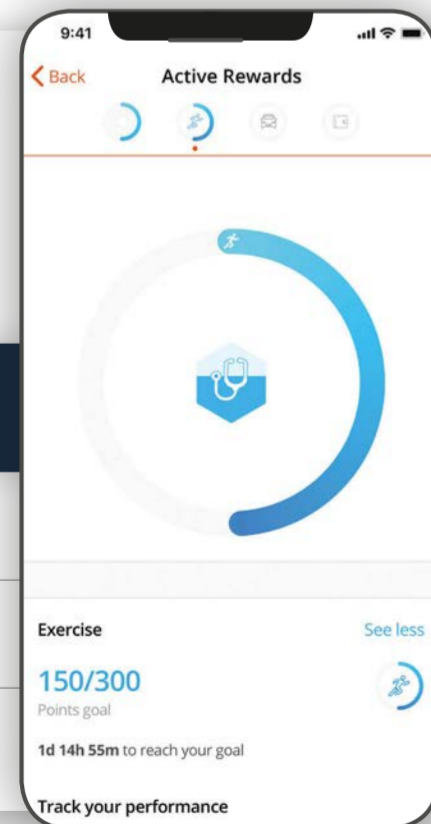 9:41
Back
Active Rewards
Exercise
See less
150/300
Points goal
1d 14h 55m to reach your goal
Track your performance